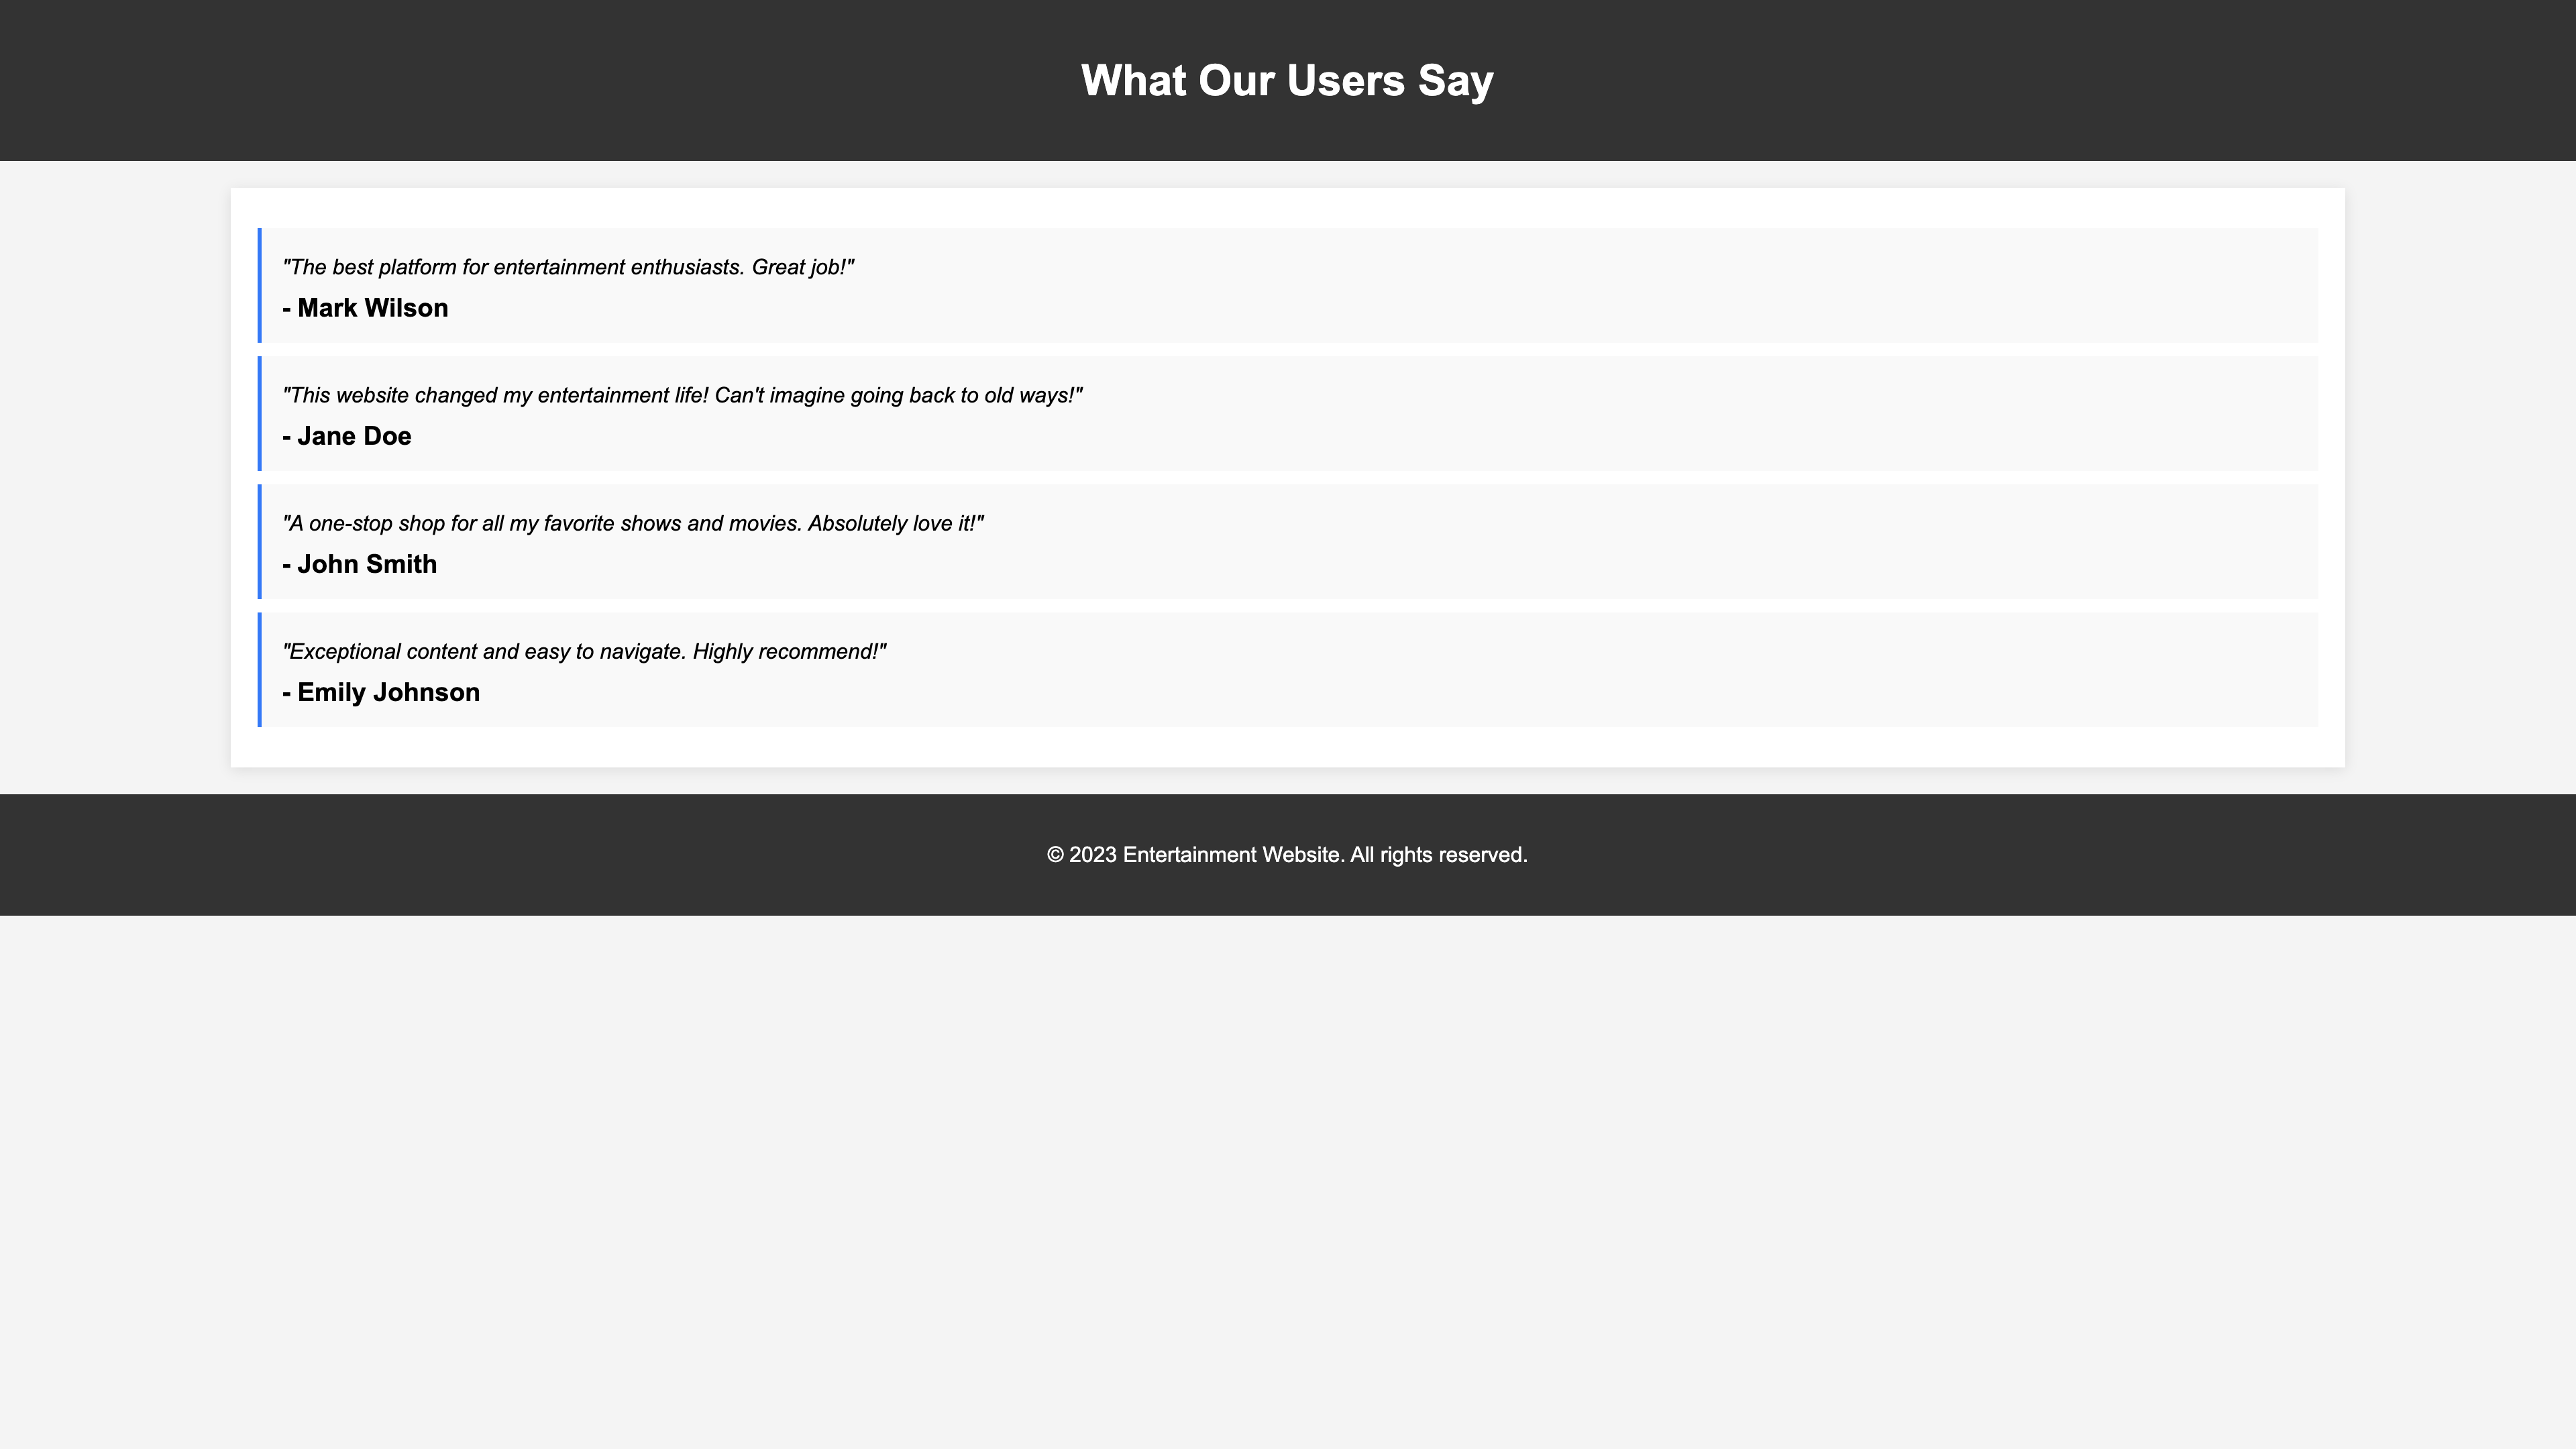 What Our Users Say
"The best platform for entertainment enthusiasts. Great job!"
- Mark Wilson
"This website changed my entertainment life! Can't imagine going back to old ways!"
- Jane Doe
"A one-stop shop for all my favorite shows and movies. Absolutely love it!"
- John Smith
"Exceptional content and easy to navigate. Highly recommend!"
- Emily Johnson
© 2023 Entertainment Website. All rights reserved.